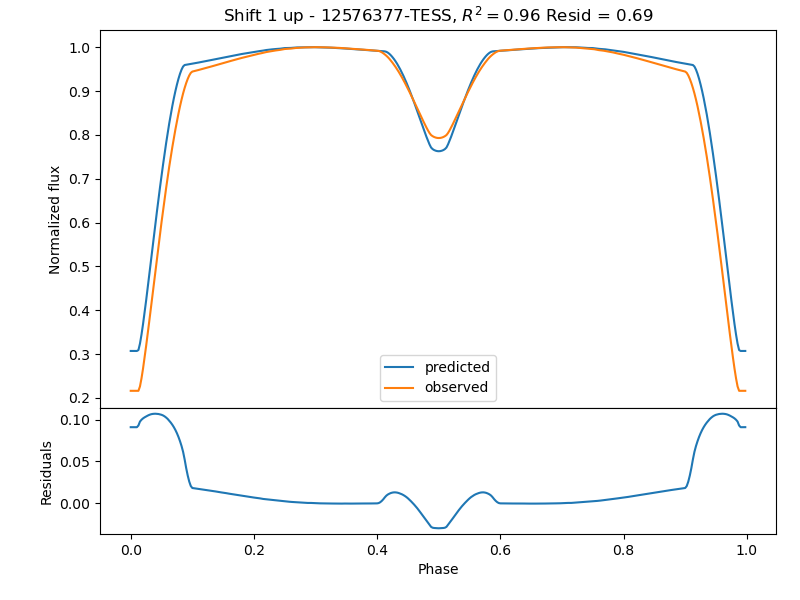 Shift 1 up - 12576377-TESS, R² = 0.96 Resid = 0.69
1.0
0.9
0.8
0.7
0.6
0.5
0.4
0.3
0.2
Normalized flux
predicted
observed
0.10
0.05
0.00
Residuals
0.0 0.2 0.4 0.6 0.8 1.0
Phase